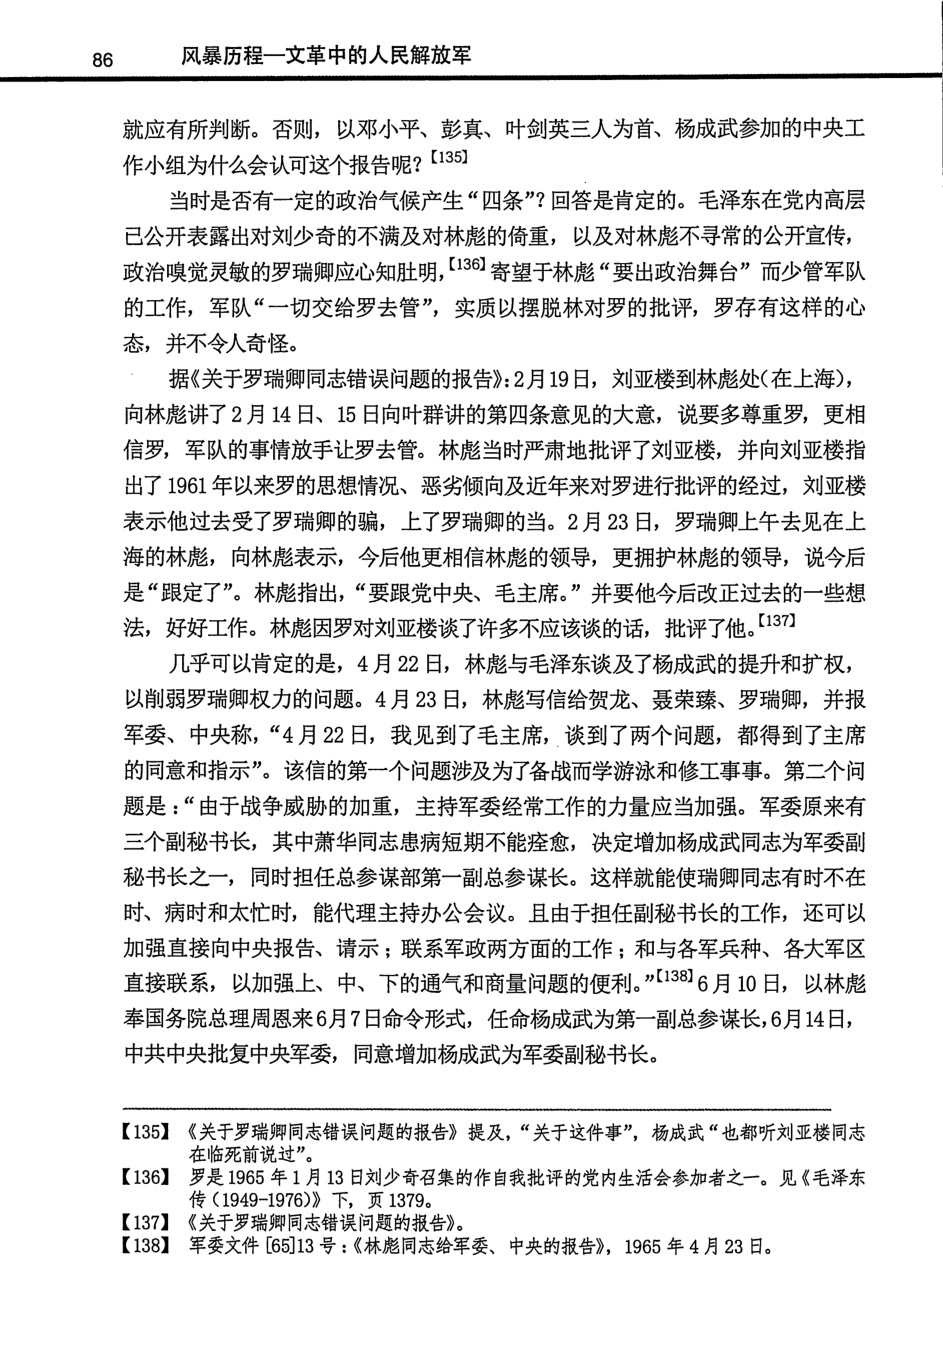 86 风暴历程—文革中的人民解放军
就应有所判断。否则，以邓小平、彭真、叶剑英三人为首、杨成武参加的中央工
作小组为什么会认可这个报告呢？【135】
当时是否有一定的政治气候产生“四条”？回答是肯定的。毛泽东在党内高层
已公开表露出对刘少奇的不满及对林彪的倚重，以及对林彪不寻常的公开宣传，
政治嗅觉灵敏的罗瑞卿应心知肚明，【136】寄望于林彪“要出政治舞台”而少管军队
的工作，军队“一切交给罗去管”，实质以摆脱林对罗的批评，罗存有这样的心
态，并不令人奇怪。
据《关于罗瑞卿同志错误问题的报告》：2月19日，刘亚楼到林彪处（在上海），
向林彪讲了2月14日、15日向叶群讲的第四条意见的大意，说要多尊重罗，更相
信罗，军队的事情放手让罗去管。林彪当时严肃地批评了刘亚楼，并向刘亚楼指
出了1961年以来罗的思想情况、恶劣倾向及近年来对罗进行批评的经过，刘亚楼
表示他过去受了罗瑞卿的骗，上了罗瑞卿的当。2月23日，罗瑞卿上午去见在上
海的林彪，向林彪表示，今后他更相信林彪的领导，更拥护林彪的领导，说今后
是“跟定了”。林彪指出，“要跟党中央、毛主席。”并要他今后改正过去的一些想
法，好好工作。林彪因罗对刘亚楼谈了许多不应该谈的话，批评了他。【137】
几乎可以肯定的是，4月22日，林彪与毛泽东谈及了杨成武的提升和扩权，
以削弱罗瑞卿权力的问题。4月23日，林彪写信给贺龙、聂荣臻、罗瑞卿，并报
军委、中央称，“4月22日，我见到了毛主席，谈到了两个问题，都得到了主席
的同意和指示”。该信的第一个问题涉及为了备战而学游泳和修工事事。第二个问
题是：“由于战争威胁的加重，主持军委经常工作的力量应当加强。军委原来有
三个副秘书长，其中萧华同志患病短期不能痊愈，决定增加杨成武同志为军委副
秘书长之一，同时担任总参谋部第一副总参谋长。这样就能使瑞卿同志有时不在
时、病时和太忙时，能代理主持办公会议。且由于担任副秘书长的工作，还可以
加强直接向中央报告、请示；联系军政两方面的工作；和与各军兵种、各大军区
直接联系，以加强上、中、下的通气和商量问题的便利。”【138】6月10日，以林彪
奉国务院总理周恩来6月7日命令形式，任命杨成武为第一副总参谋长，6月14日，
中共中央批复中央军委，同意增加杨成武为军委副秘书长。
【135】《关于罗瑞卿同志错误问题的报告》提及，“关于这件事”，杨成武“也都听刘亚楼同志
在临死前说过”。
【136】 罗是1965年1月13日刘少奇召集的作自我批评的党内生活会参加者之一。见《毛泽东
传（1949-1976）》下，页1379。
【137】《关于罗瑞卿同志错误问题的报告》。
【138】 军委文件[65]13号：《林彪同志给军委、中央的报告》，1965年4月23日。